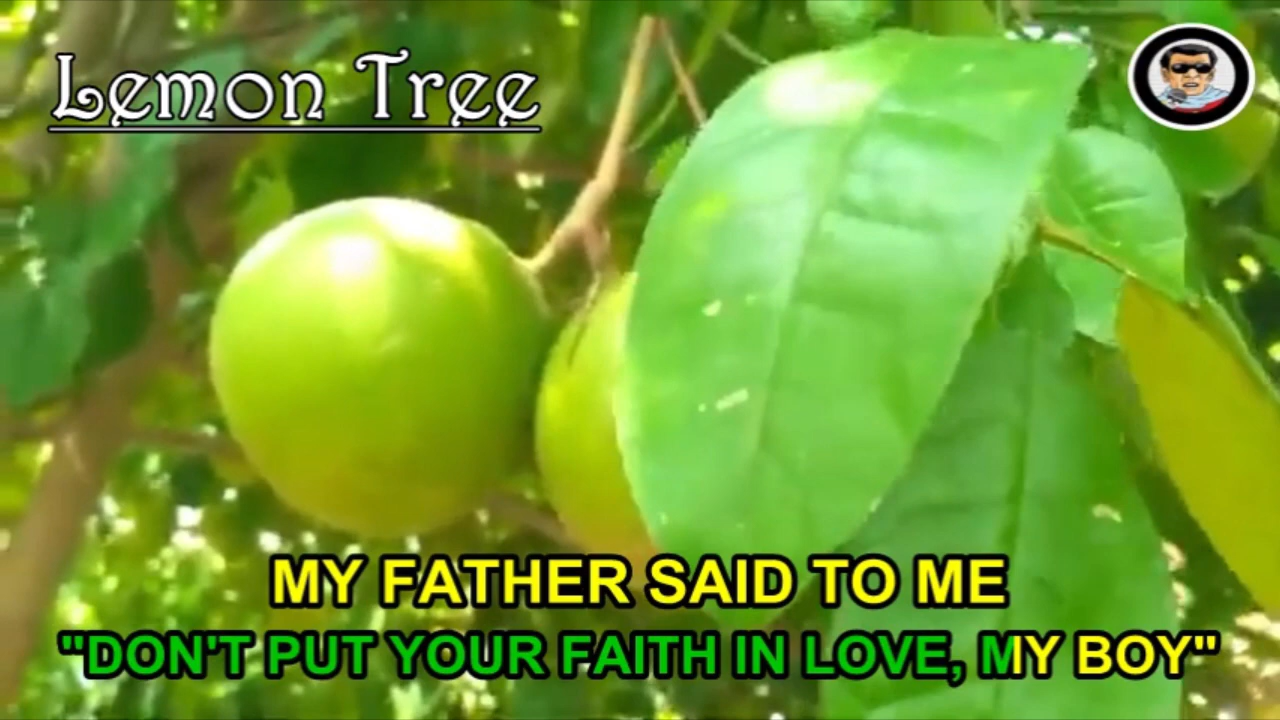 Lemon Tree
MY FATHER SAID TO ME
"DON'T PUT YOUR FAITH IN LOVE, MY BOY"